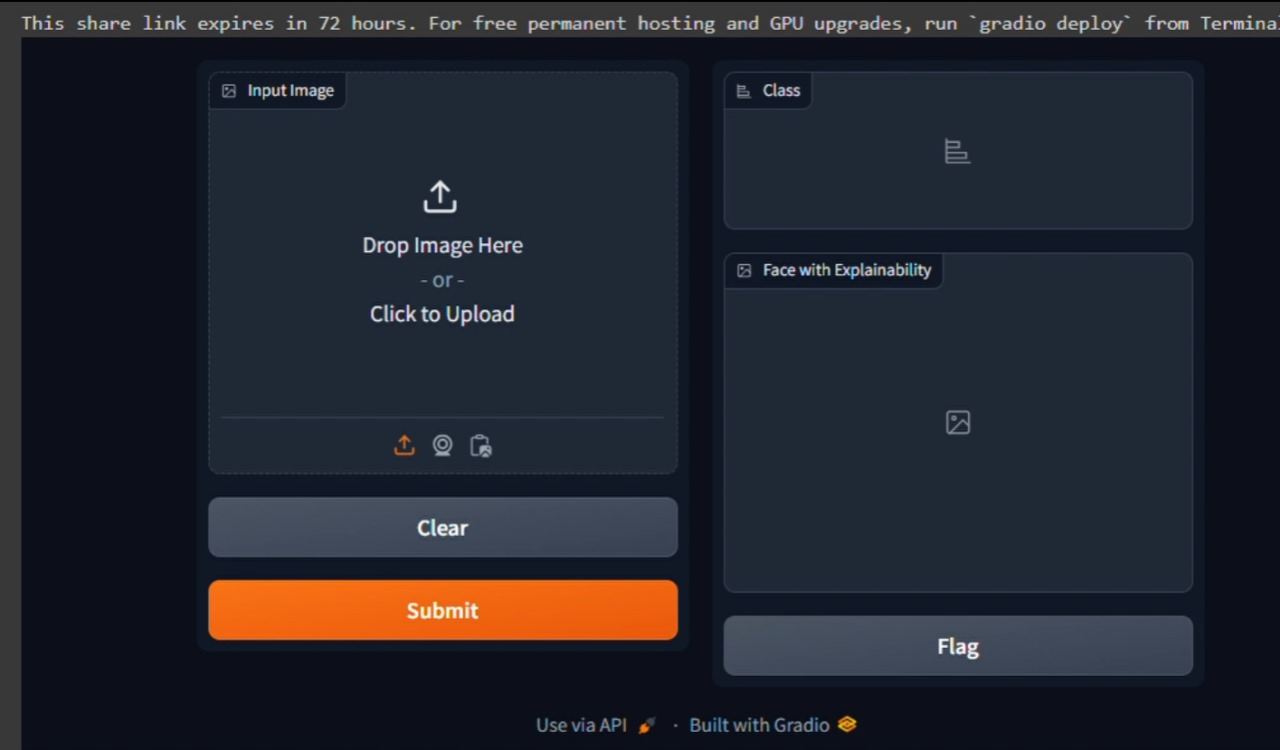 This share link expires in 72 hours. For free permanent hosting and GPU upgrades, run `gradio deploy` from
Input Image
Drop Image Here
- or -
Click to Upload
Clear
Submit
Class
Face with Explainability
Flag
Use via API · Built with Gradio